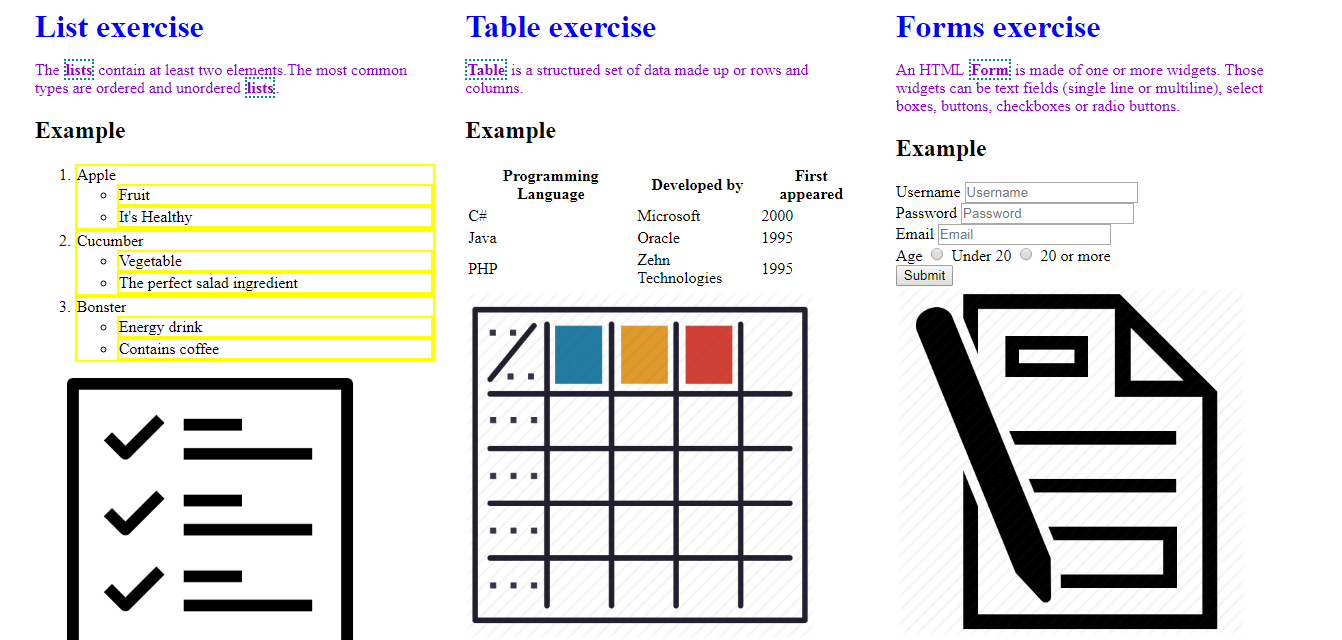 List exercise
The lists contain at least two elements.The most common
types are ordered and unordered lists.
Example
1. Apple
Fruit
It's Healthy
2. Cucumber
Vegetable
The perfect salad ingredient
3. Bonster
Energy drink
Contains coffee
Table exercise
Table is a structured set of data made up or rows and
columns.
Example
Programming Language Developed by First appeared
C# Microsoft 2000
Java Oracle 1995
PHP Zehn Technologies 1995
Forms exercise
An HTML Form is made of one or more widgets. Those
widgets can be text fields (single line or multiline), select
boxes, buttons, checkboxes or radio buttons.
Example
Username Username
Password Password
Email Email
Age Under 20 20 or more
Submit